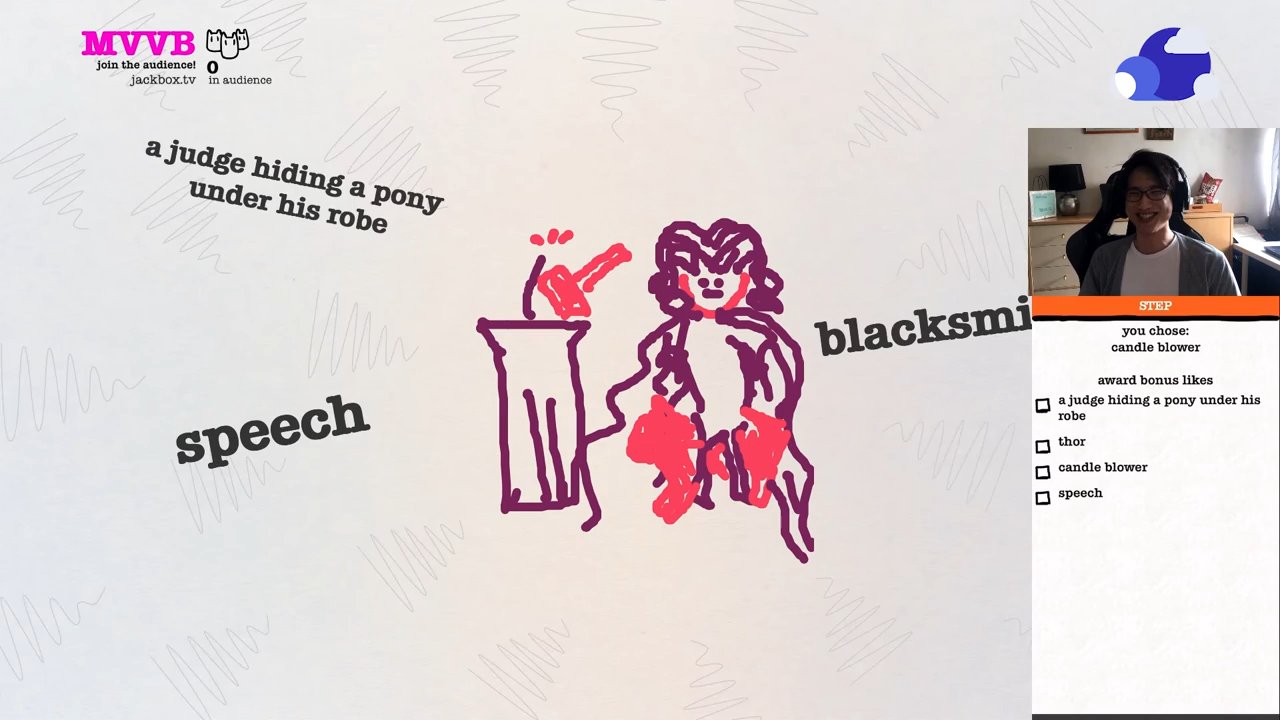 MVVB
join the audience!
jackbox.tv
0
in audience
a judge hiding a pony
under his robe
speech
blacksmi
STEP
you chose:
candle blower
award bonus likes
a judge hiding a pony under his
robe
thor
candle blower
speech